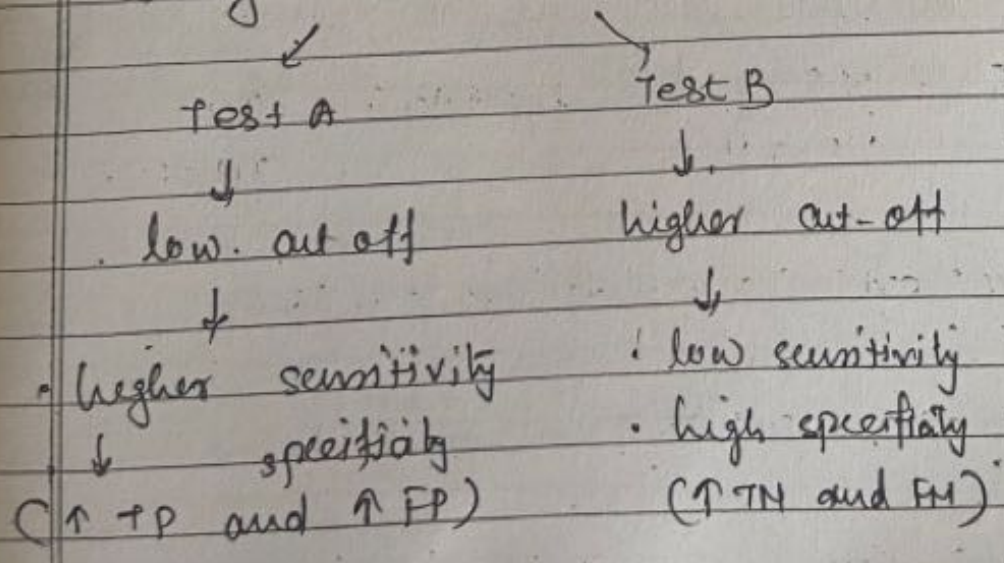 Test A Test B
↓ ↓
low cut off higher cut-off
↓ ↓
• higher sensitivity • low sensitivity
↓ specificity • high specificity
(↑ TP and ↑ FP) (↑ TN and FN)